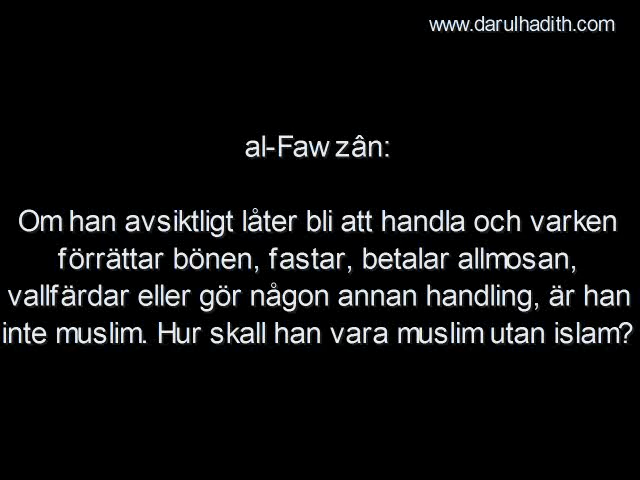 www.darulhadith.com
al-Fawzân:
Om han avsiktligt låter bli att handla och varken
förrättar bönen, fastar, betalar allmosan,
vallfärdar eller gör någon annan handling, är han
inte muslim. Hur skall han vara muslim utan islam?